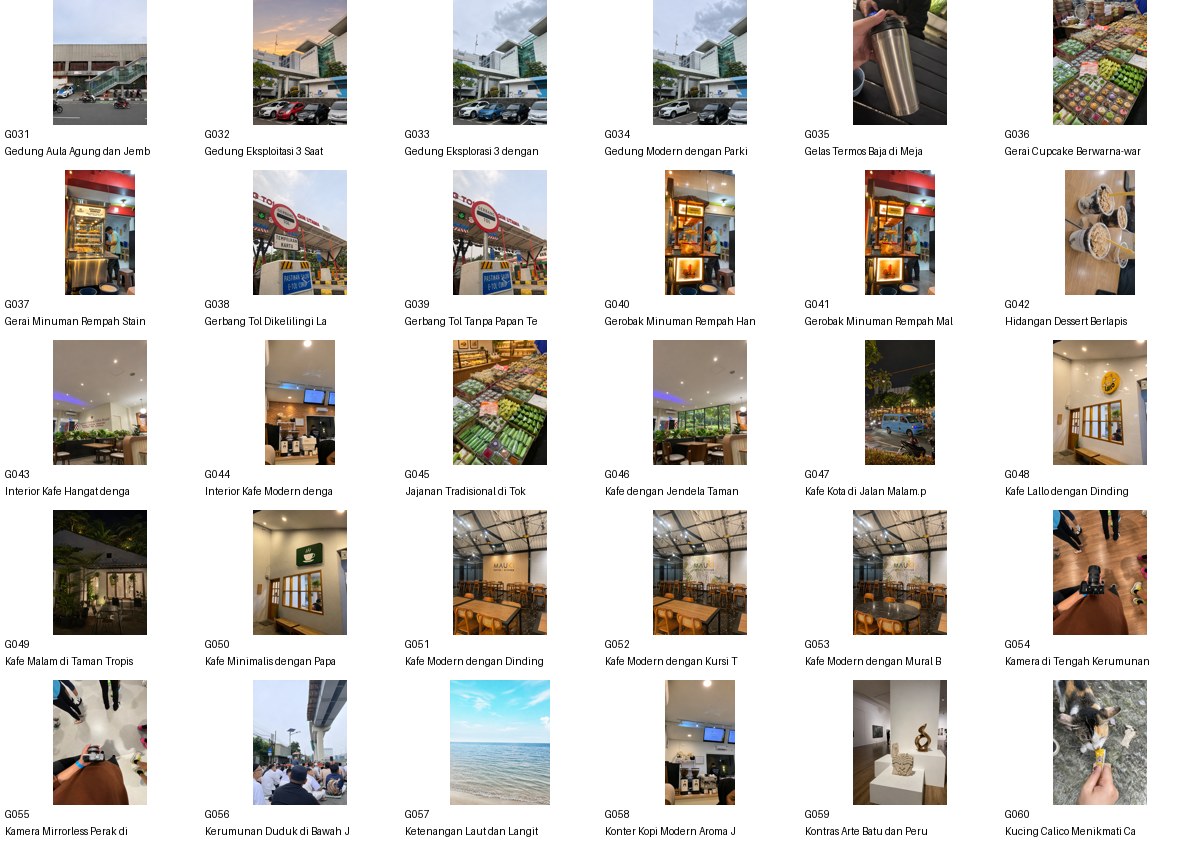 G031
Gedung Aula Agung dan Jemb
G032
Gedung Eksploitasi 3 Saat
G033
Gedung Eksplorasi 3 dengan
G034
Gedung Modern dengan Parki
G035
Gelas Termos Baja di Meja
G036
Gerai Cupcake Berwarna-war
G037
Gerai Minuman Rempah Stain
G038
Gerbang Tol Dikelilingi La
G039
Gerbang Tol Tanpa Papan Te
G040
Gerobak Minuman Rempah Han
G041
Gerobak Minuman Rempah Mal
G042
Hidangan Dessert Berlapis
G043
Interior Kafe Hangat denga
G044
Interior Kafe Modern denga
G045
Jajanan Tradisional di Tok
G046
Kafe dengan Jendela Taman
G047
Kafe Kota di Jalan Malam.p
G048
Kafe Lallo dengan Dinding
G049
Kafe Malam di Taman Tropis
G050
Kafe Minimalis dengan Papa
MAU
G051
Kafe Modern dengan Dinding
G052
Kafe Modern dengan Kursi T
G053
Kafe Modern dengan Mural B
G054
Kamera di Tengah Kerumunan
G055
Kamera Mirrorless Perak di
G056
Kerumunan Duduk di Bawah J
G057
Ketenangan Laut dan Langit
G058
Konter Kopi Modern Aroma J
G059
Kontras Arte Batu dan Peru
G060
Kucing Calico Menikmati Ca